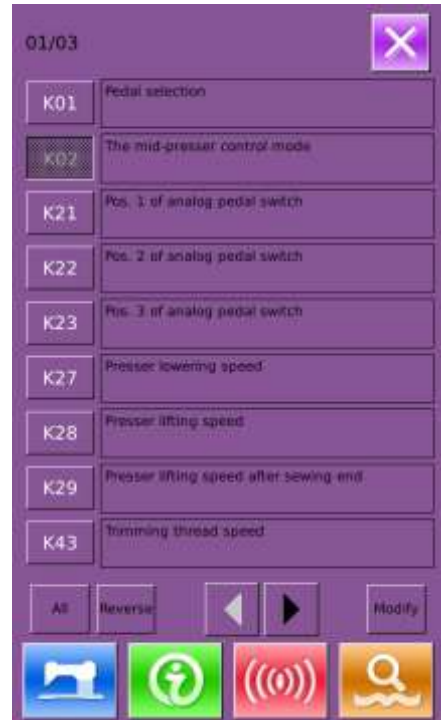 01/03
K01 Pedal selection
K02 The mid-presser control mode
K21 Pos. 1 of analog pedal switch
K22 Pos. 2 of analog pedal switch
K23 Pos. 3 of analog pedal switch
K27 Presser lowering speed
K28 Presser lifting speed
K29 Presser lifting speed after sewing end
K43 Trimming thread speed
All Reverse Modify